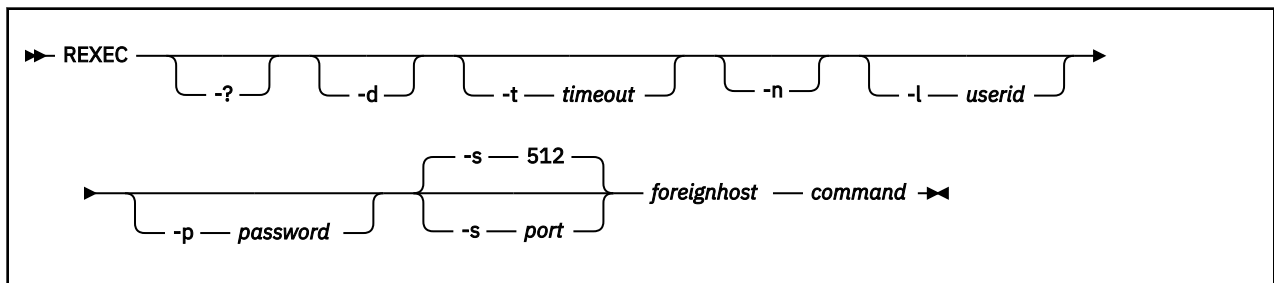 REXEC -? -d -t timeout -n -l userid
-p password -s 512 -s port foreignhost command